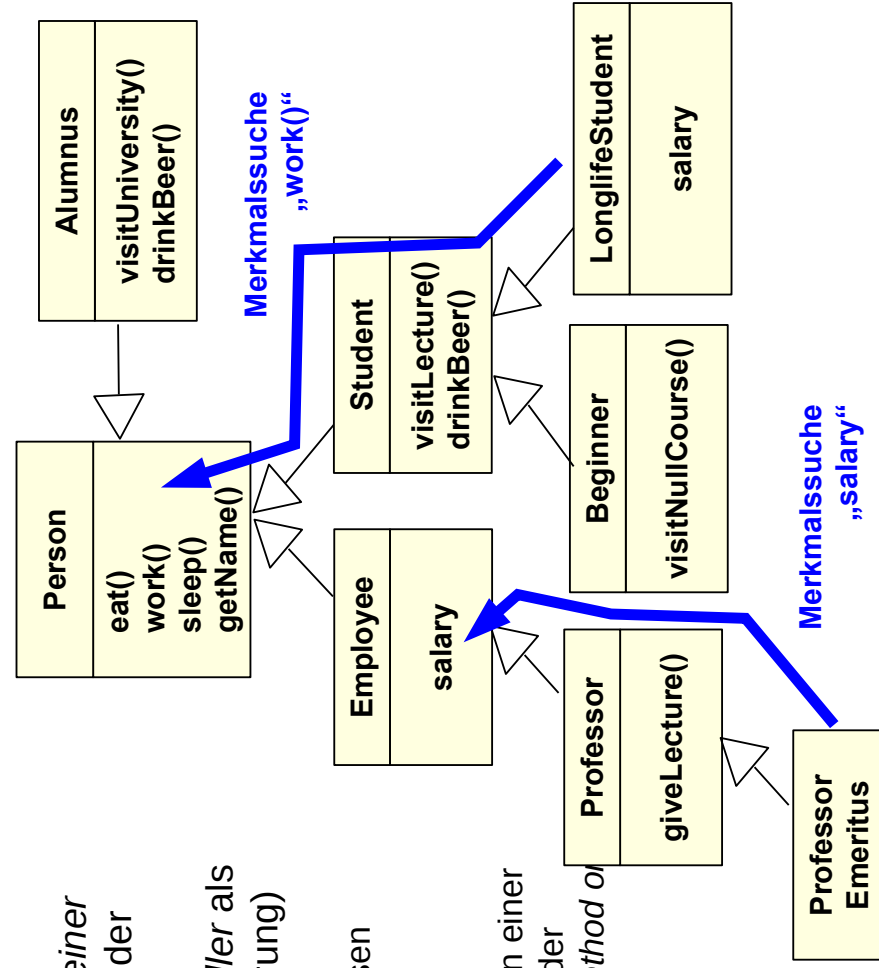 einer
der
ller als
rung)
sen
n einer
der
thod or
Person
eat()
work()
sleep()
getName()
Alumnus
visitUniversity()
drinkBeer()
Merkmalssuche
„work()“
Employee
salary
Student
visitLecture()
drinkBeer()
Professor
giveLecture()
Beginner
visitNullCourse()
LonglifeStudent
salary
Professor
Emeritus
Merkmalssuche
„salary“